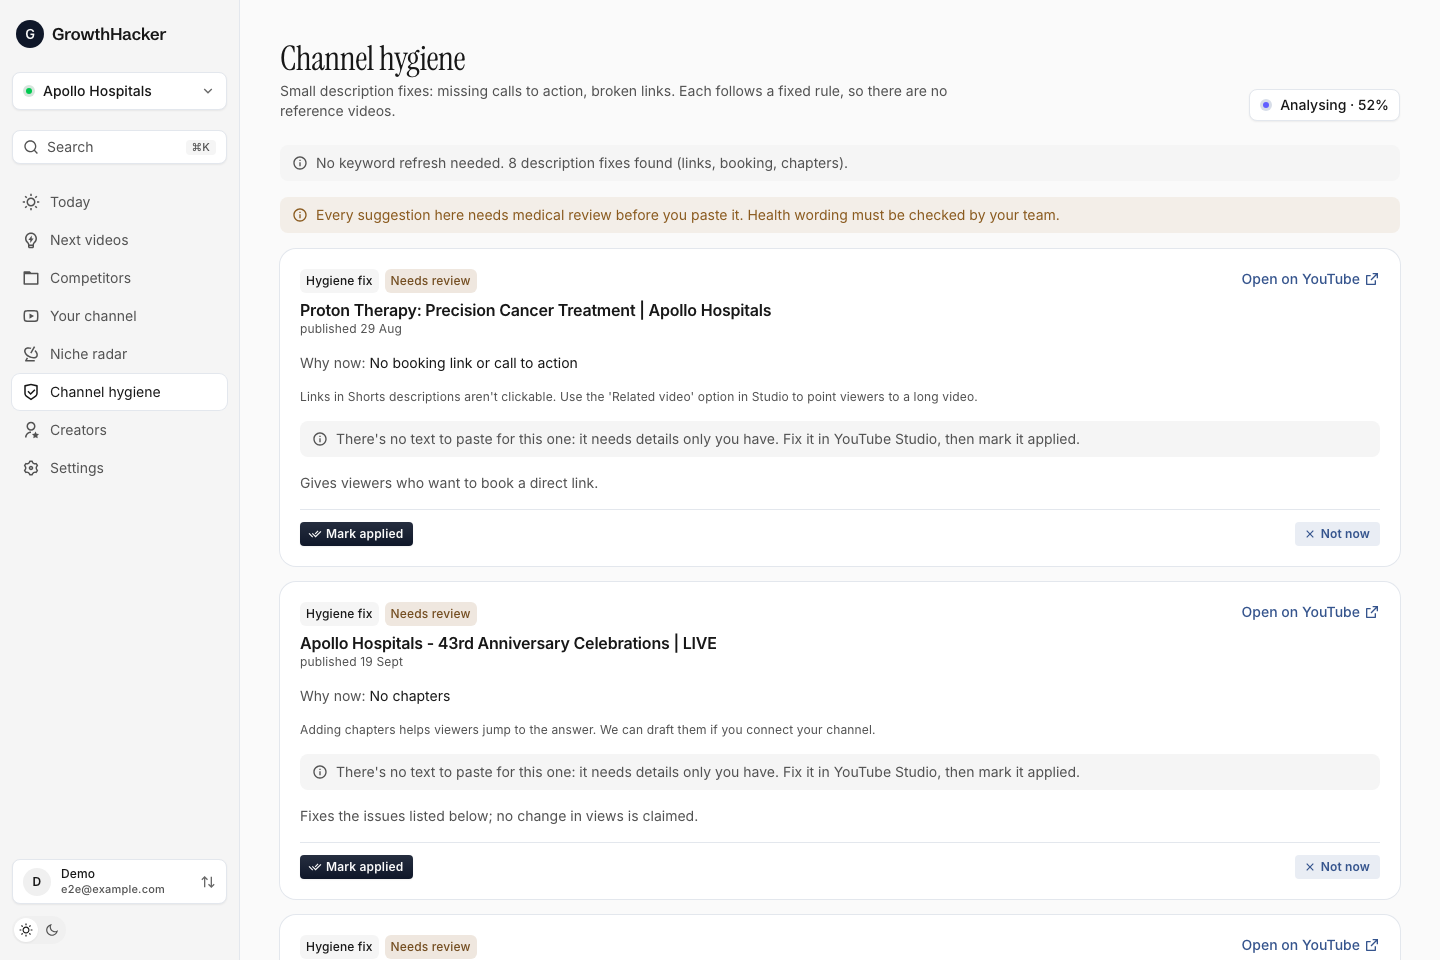 G GrowthHacker
Apollo Hospitals
Search ⌘K
Today
Next videos
Competitors
Your channel
Niche radar
Channel hygiene
Creators
Settings
D
Demo
e2e@example.com
Channel hygiene
Small description fixes: missing calls to action, broken links. Each follows a fixed rule, so there are no
reference videos.
Analysing · 52%
No keyword refresh needed. 8 description fixes found (links, booking, chapters).
Every suggestion here needs medical review before you paste it. Health wording must be checked by your team.
Hygiene fix Needs review Open on YouTube
Proton Therapy: Precision Cancer Treatment | Apollo Hospitals
published 29 Aug
Why now: No booking link or call to action
Links in Shorts descriptions aren't clickable. Use the 'Related video' option in Studio to point viewers to a long video.
There's no text to paste for this one: it needs details only you have. Fix it in YouTube Studio, then mark it applied.
Gives viewers who want to book a direct link.
Mark applied Not now
Hygiene fix Needs review Open on YouTube
Apollo Hospitals - 43rd Anniversary Celebrations | LIVE
published 19 Sept
Why now: No chapters
Adding chapters helps viewers jump to the answer. We can draft them if you connect your channel.
There's no text to paste for this one: it needs details only you have. Fix it in YouTube Studio, then mark it applied.
Fixes the issues listed below; no change in views is claimed.
Mark applied Not now
Hygiene fix Needs review Open on YouTube